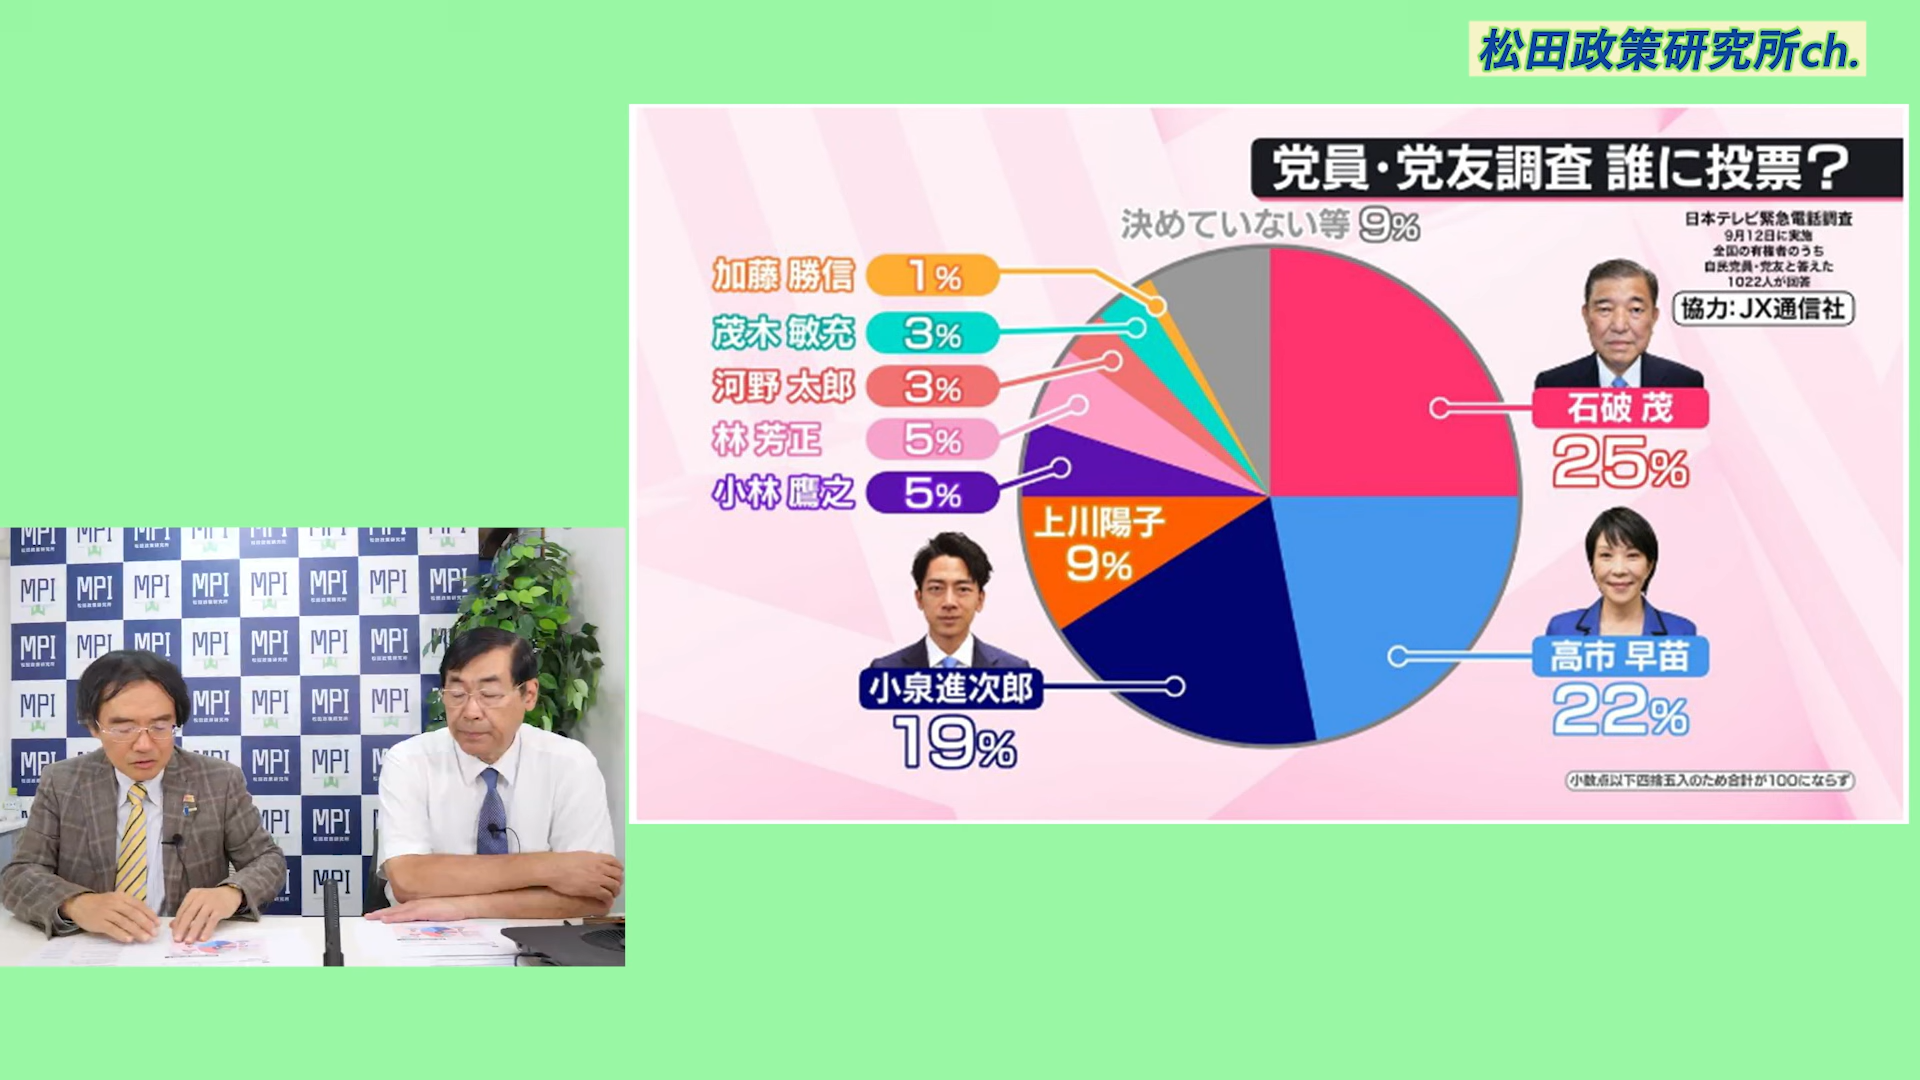 松田政策研究所ch.
党員・党友調査 誰に投票？
日本テレビ緊急電話調査
9月12日に実施
全国の有権者のうち
自民党員・党友と答えた
1022人が回答
協力：JX通信社
決めていない等 9%
加藤 勝信 1%
茂木 敏充 3%
河野 太郎 3%
林 芳正 5%
小林 鷹之 5%
上川陽子
9%
石破 茂
25%
高市 早苗
22%
小泉進次郎
19%
小数点以下四捨五入のため合計が100にならず
MPI
松田政策研究所